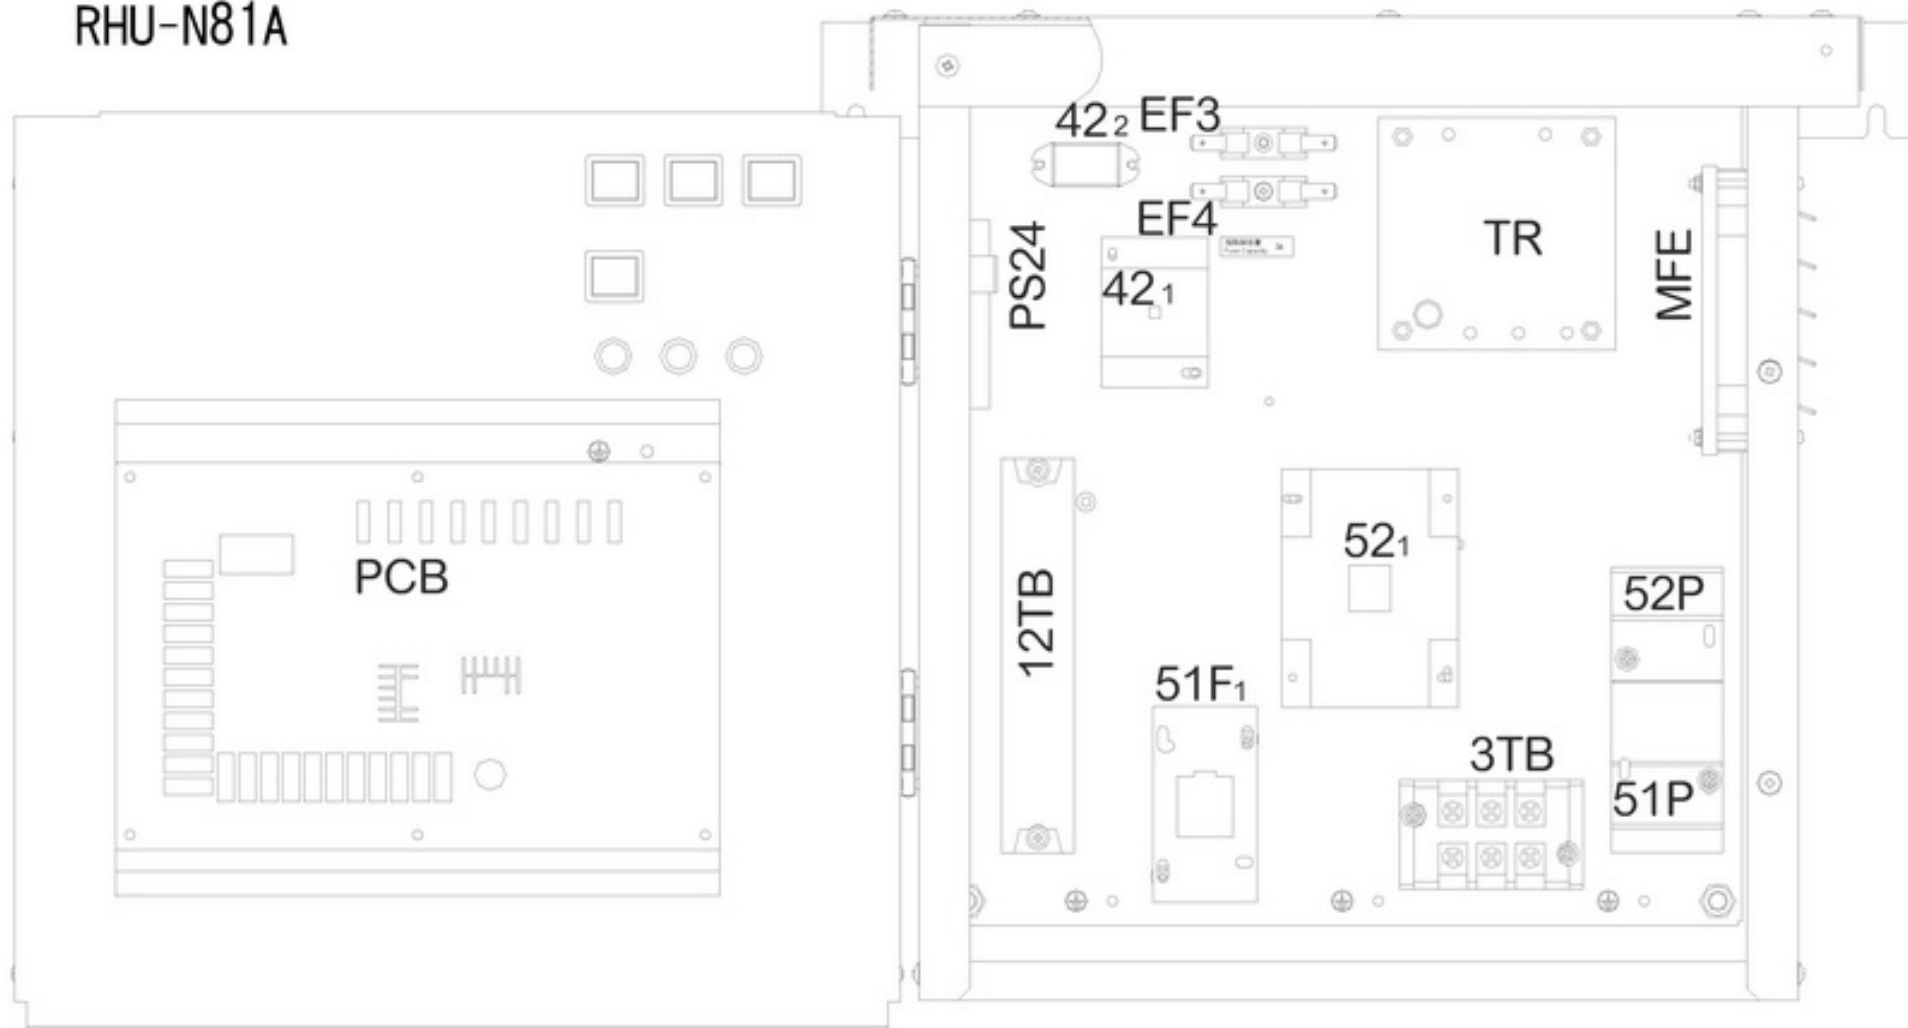 RHU-N81A
42₂
EF3
EF4
PS24
42₁
TR
MFE
PCB
12TB
52₁
52P
51F₁
3TB
51P